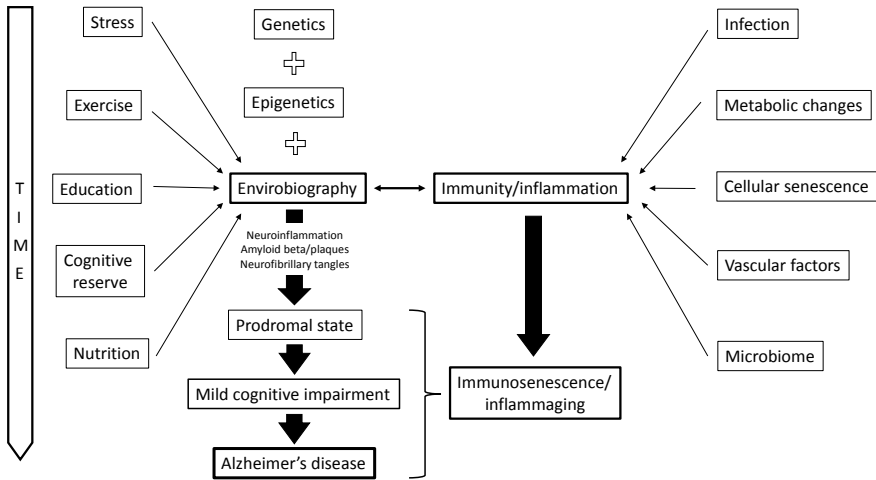 Stress
Genetics
Infection
Exercise
Epigenetics
Metabolic changes
TIME
Education
Envirobiography
Immunity/inflammation
Cellular senescence
Neuroinflammation
Amyloid beta/plaques
Neurofibrillary tangles
Cognitive
reserve
Vascular factors
Prodromal state
Nutrition
Microbiome
Mild cognitive impairment
Immunosenescence/
inflammaging
Alzheimer's disease